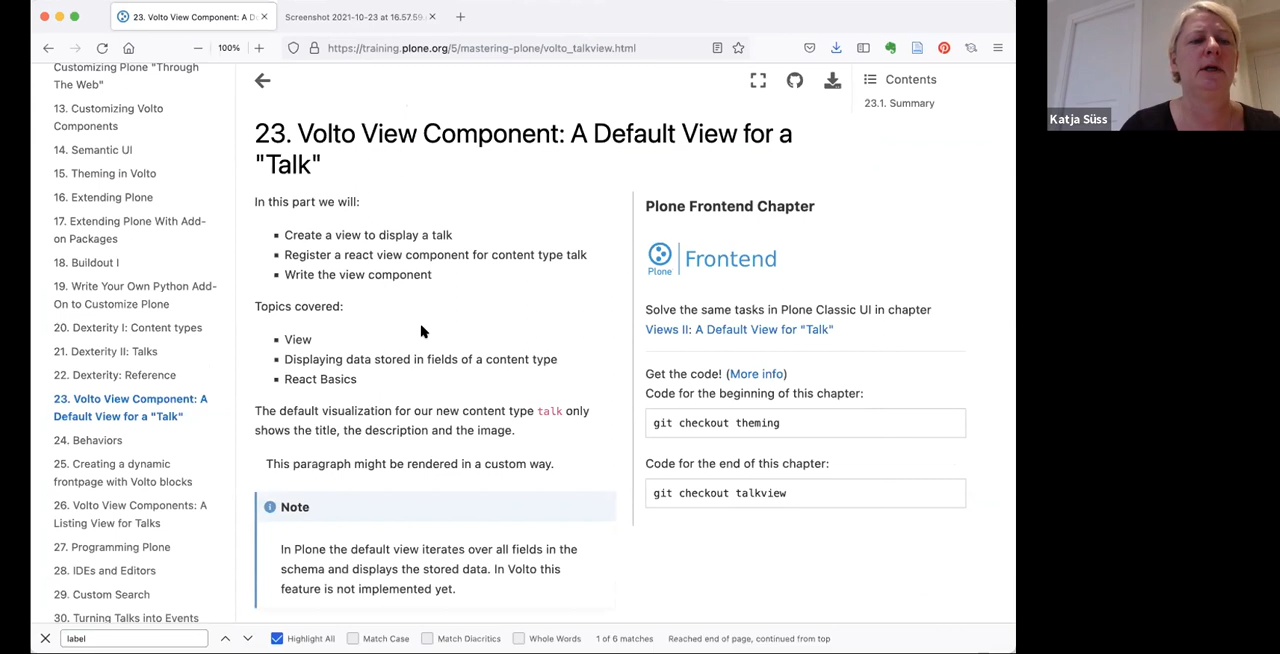 23. Volto View Component: A D
Screenshot 2021-10-23 at 16.57.59
100%
https://training.plone.org/5/mastering-plone/volto_talkview.html
Customizing Plone "Through
The Web"
13. Customizing Volto
Components
14. Semantic UI
15. Theming in Volto
16. Extending Plone
17. Extending Plone With Add-
on Packages
18. Buildout I
19. Write Your Own Python Add-
On to Customize Plone
20. Dexterity I: Content types
21. Dexterity II: Talks
22. Dexterity: Reference
23. Volto View Component: A
Default View for a "Talk"
24. Behaviors
25. Creating a dynamic
frontpage with Volto blocks
26. Volto View Components: A
Listing View for Talks
27. Programming Plone
28. IDEs and Editors
29. Custom Search
30. Turning Talks into Events
Contents
23.1. Summary
23. Volto View Component: A Default View for a
"Talk"
In this part we will:
Create a view to display a talk
Register a react view component for content type talk
Write the view component
Topics covered:
View
Displaying data stored in fields of a content type
React Basics
The default visualization for our new content type talk only
shows the title, the description and the image.
This paragraph might be rendered in a custom way.
Note
In Plone the default view iterates over all fields in the
schema and displays the stored data. In Volto this
feature is not implemented yet.
Plone Frontend Chapter
Plone
Frontend
Solve the same tasks in Plone Classic UI in chapter
Views II: A Default View for "Talk"
Get the code! (More info)
Code for the beginning of this chapter:
git checkout theming
Code for the end of this chapter:
git checkout talkview
label
Highlight All
Match Case
Match Diacritics
Whole Words
1 of 6 matches
Reached end of page, continued from top
Katja Süss